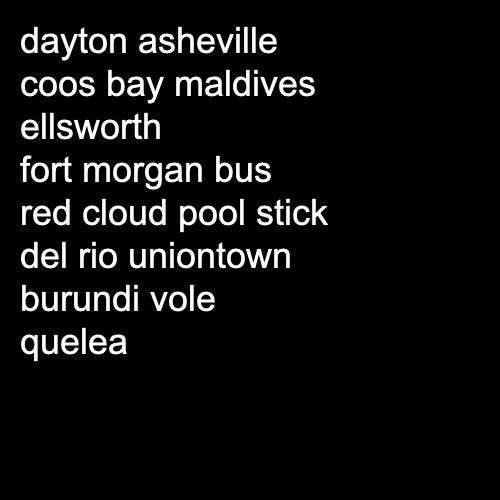 dayton asheville
coos bay maldives
ellsworth
fort morgan bus
red cloud pool stick
del rio uniontown
burundi vole
quelea